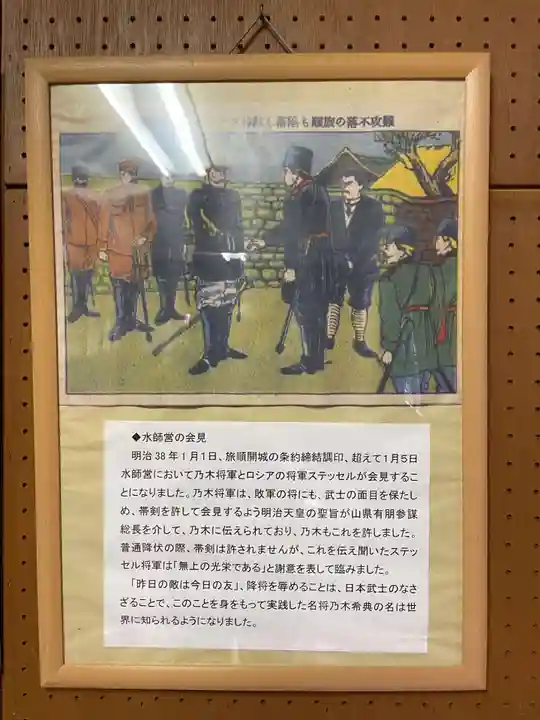 難攻不落の旅順も陥落し
◆水師営の会見
明治38年1月1日、旅順開城の条約締結調印、超えて1月5日
水師営において乃木将軍とロシアの将軍ステッセルが会見するこ
とになりました。乃木将軍は、敗軍の将にも、武士の面目を保たし
め、帯剣を許して会見するよう明治天皇の聖旨が山県有朋参謀
総長を介して、乃木に伝えられており、乃木もこれを許しました。
普通降伏の際、帯剣は許されませんが、これを伝え聞いたステッ
セル将軍は「無上の光栄である」と謝意を表して臨みました。
「昨日の敵は今日の友」、降将を辱めることは、日本武士のなさ
ざることで、このことを身をもって実践した名将乃木希典の名は世
界に知られるようになりました。